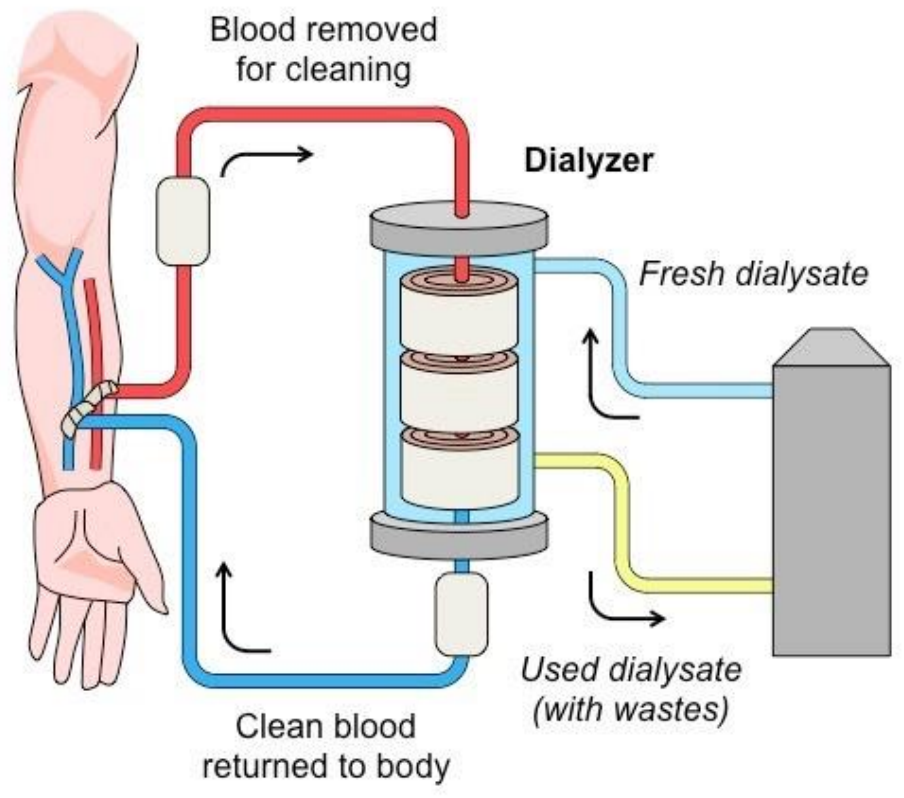 Blood removed
for cleaning
Dialyzer
Fresh dialysate
Used dialysate
(with wastes)
Clean blood
returned to body